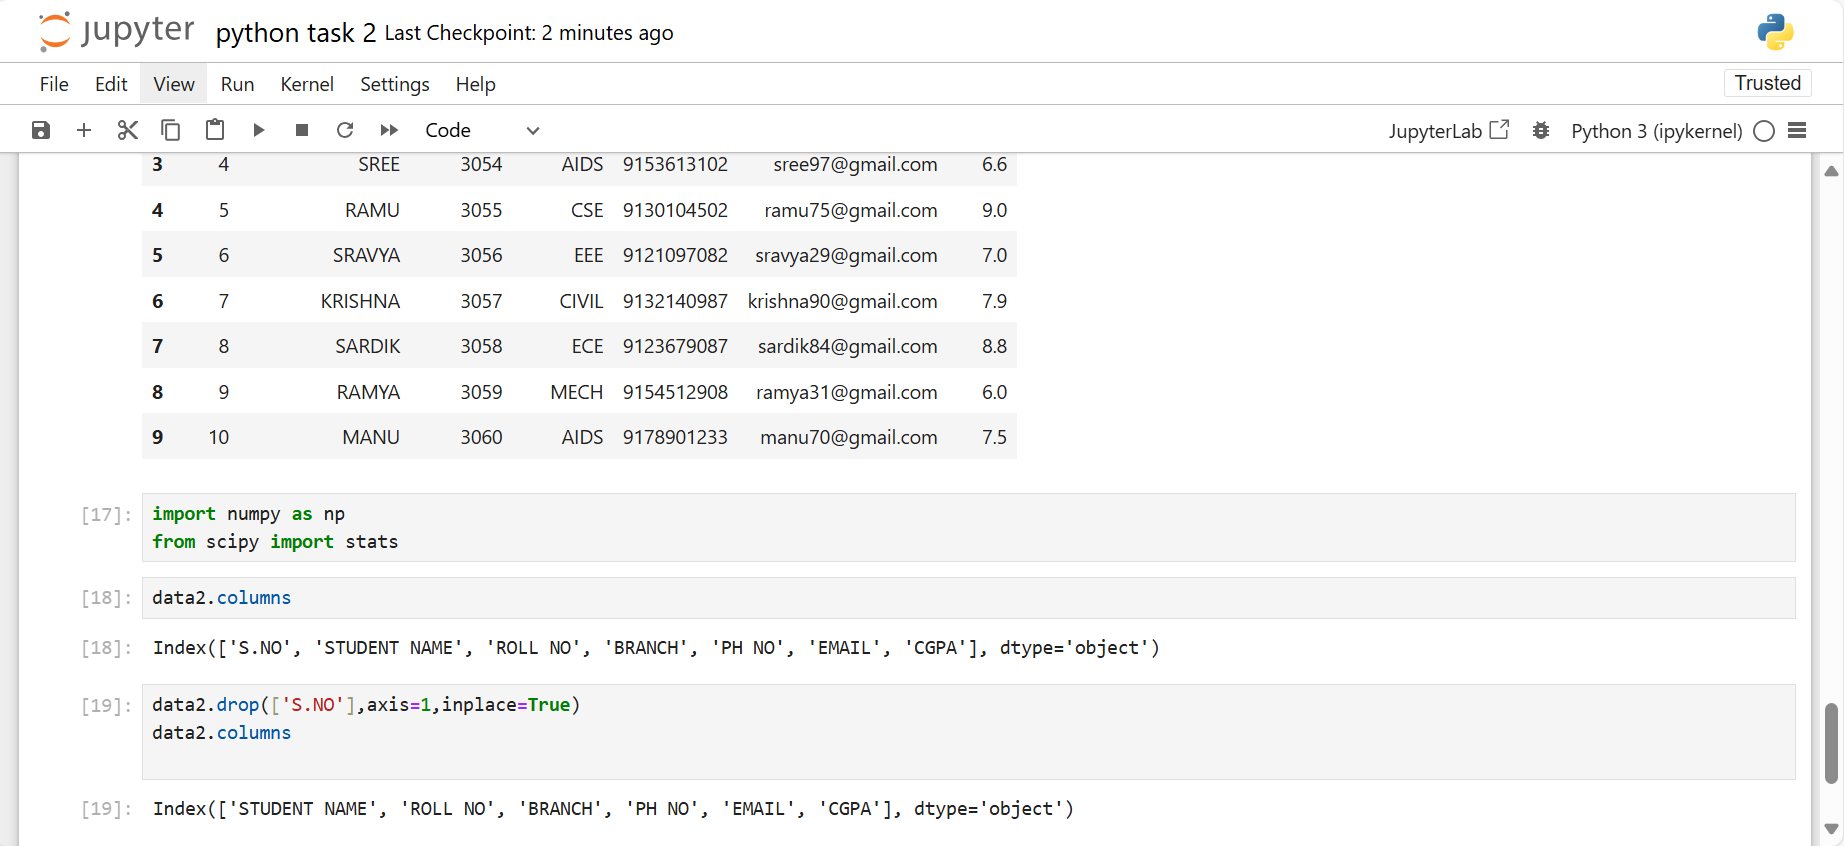 jupyter python task 2 Last Checkpoint: 2 minutes ago
File Edit View Run Kernel Settings Help Trusted
Code JupyterLab Python 3 (ipykernel)
3 4 SREE 3054 AIDS 9153613102 sree97@gmail.com 6.6
4 5 RAMU 3055 CSE 9130104502 ramu75@gmail.com 9.0
5 6 SRAVYA 3056 EEE 9121097082 sravya29@gmail.com 7.0
6 7 KRISHNA 3057 CIVIL 9132140987 krishna90@gmail.com 7.9
7 8 SARDIK 3058 ECE 9123679087 sardik84@gmail.com 8.8
8 9 RAMYA 3059 MECH 9154512908 ramya31@gmail.com 6.0
9 10 MANU 3060 AIDS 9178901233 manu70@gmail.com 7.5
[17]: import numpy as np
from scipy import stats
[18]: data2.columns
[18]: Index(['S.NO', 'STUDENT NAME', 'ROLL NO', 'BRANCH', 'PH NO', 'EMAIL', 'CGPA'], dtype='object')
[19]: data2.drop(['S.NO'],axis=1,inplace=True)
data2.columns
[19]: Index(['STUDENT NAME', 'ROLL NO', 'BRANCH', 'PH NO', 'EMAIL', 'CGPA'], dtype='object')